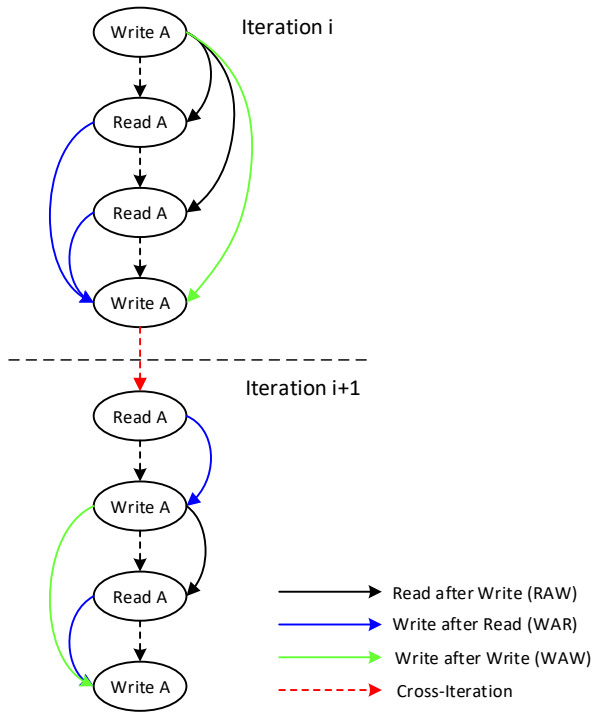 Write A
Iteration i
Read A
Read A
Write A
Iteration i+1
Read A
Write A
Read A
Write A
Read after Write (RAW)
Write after Read (WAR)
Write after Write (WAW)
Cross-Iteration